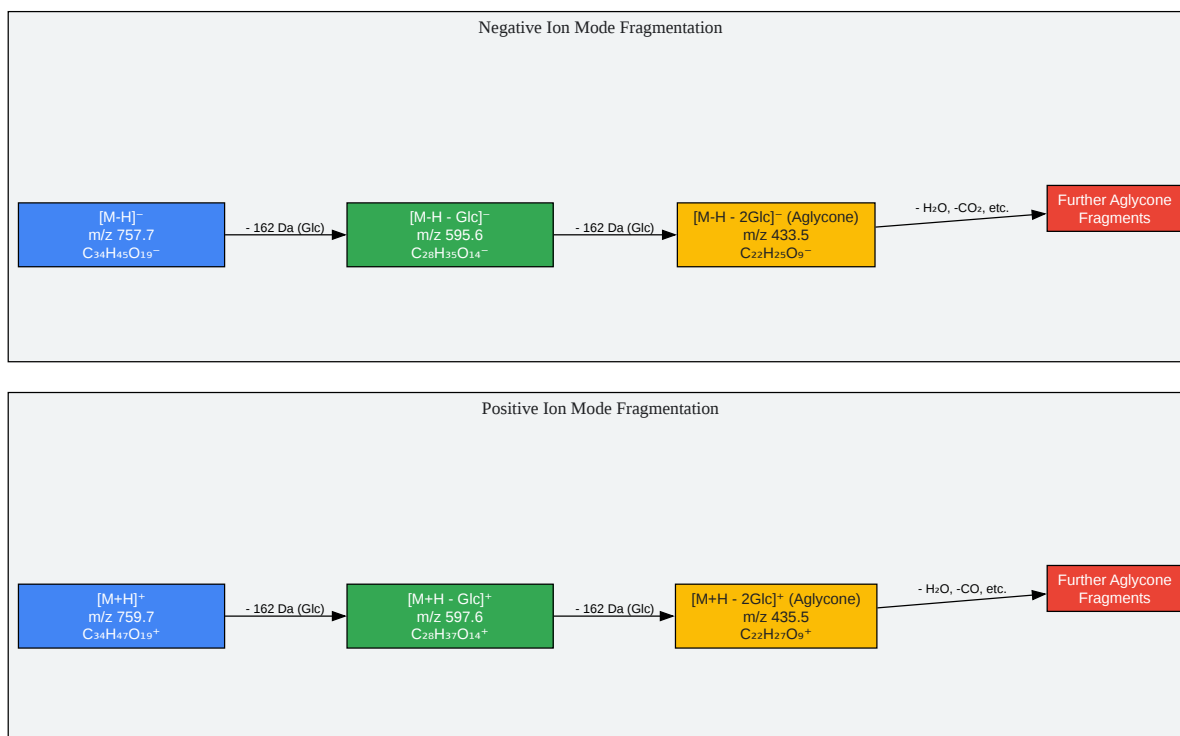 Negative Ion Mode Fragmentation
[M-H]⁻
m/z 757.7
C₃₄H₄₅O₁₉⁻
- 162 Da (Glc)
[M-H - Glc]⁻
m/z 595.6
C₂₈H₃₅O₁₄⁻
- 162 Da (Glc)
[M-H - 2Glc]⁻ (Aglycone)
m/z 433.5
C₂₂H₂₅O₉⁻
- H₂O, -CO₂, etc.
Further Aglycone
Fragments
Positive Ion Mode Fragmentation
[M+H]⁺
m/z 759.7
C₃₄H₄₇O₁₉⁺
- 162 Da (Glc)
[M+H - Glc]⁺
m/z 597.6
C₂₈H₃₇O₁₄⁺
- 162 Da (Glc)
[M+H - 2Glc]⁺ (Aglycone)
m/z 435.5
C₂₂H₂₇O₉⁺
- H₂O, -CO, etc.
Further Aglycone
Fragments